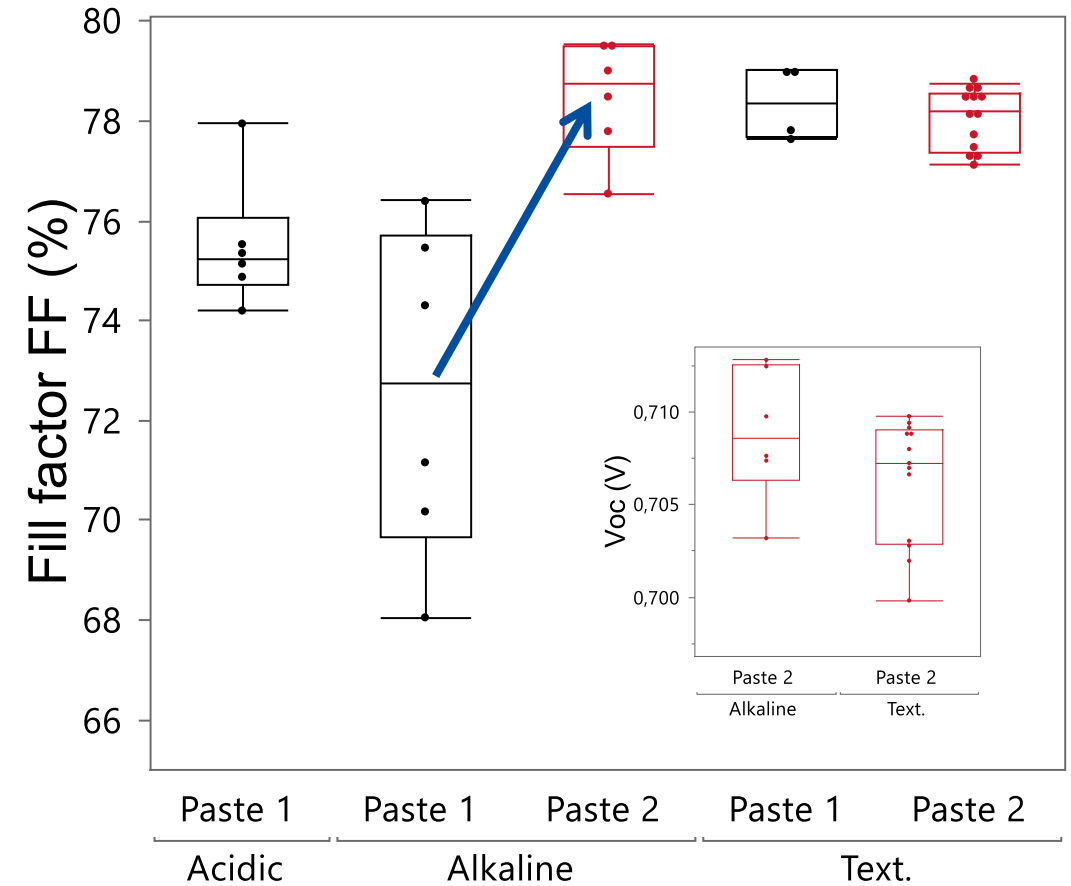 Fill factor FF (%)
80
78
76
74
72
70
68
66
Voc (V)
0,710
0,705
0,700
Paste 2 Paste 2
Alkaline Text.
Paste 1 Paste 1 Paste 2 Paste 1 Paste 2
Acidic Alkaline Text.